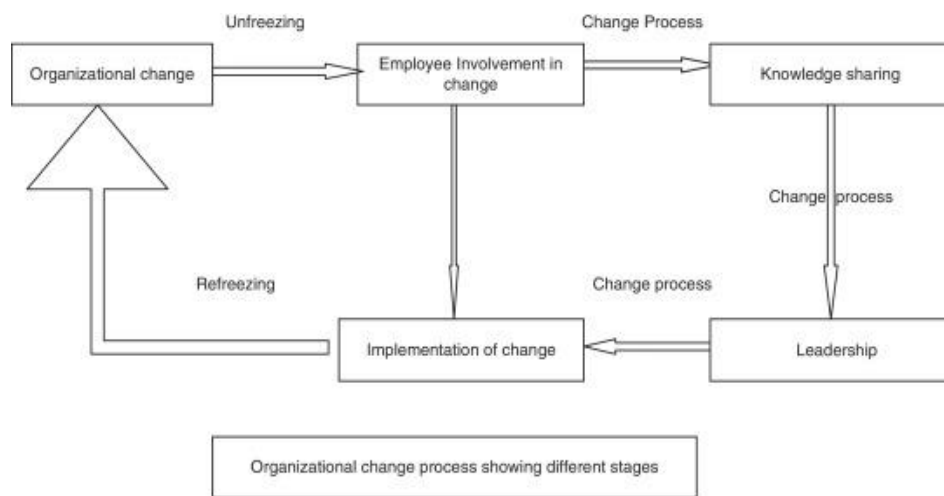 Unfreezing
Change Process
Organizational change
Employee Involvement in
change
Knowledge sharing
Change process
Refreezing
Change process
Implementation of change
Leadership
Organizational change process showing different stages